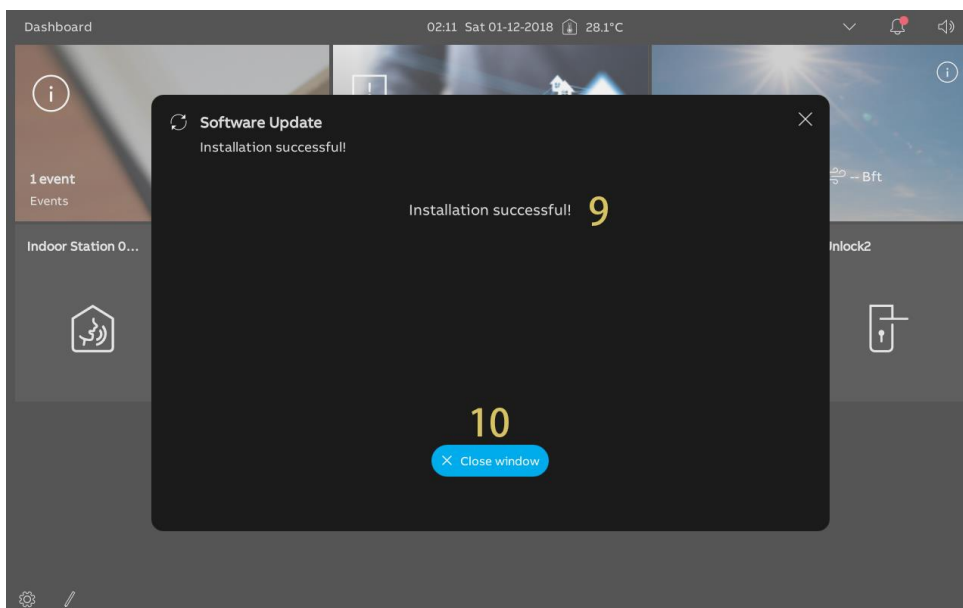 Dashboard
02:11 Sat 01-12-2018 28.1°C
Software Update
Installation successful!
1 event
Events
-- Bft
Installation successful! 9
Indoor Station 0...
Unlock2
10
Close window